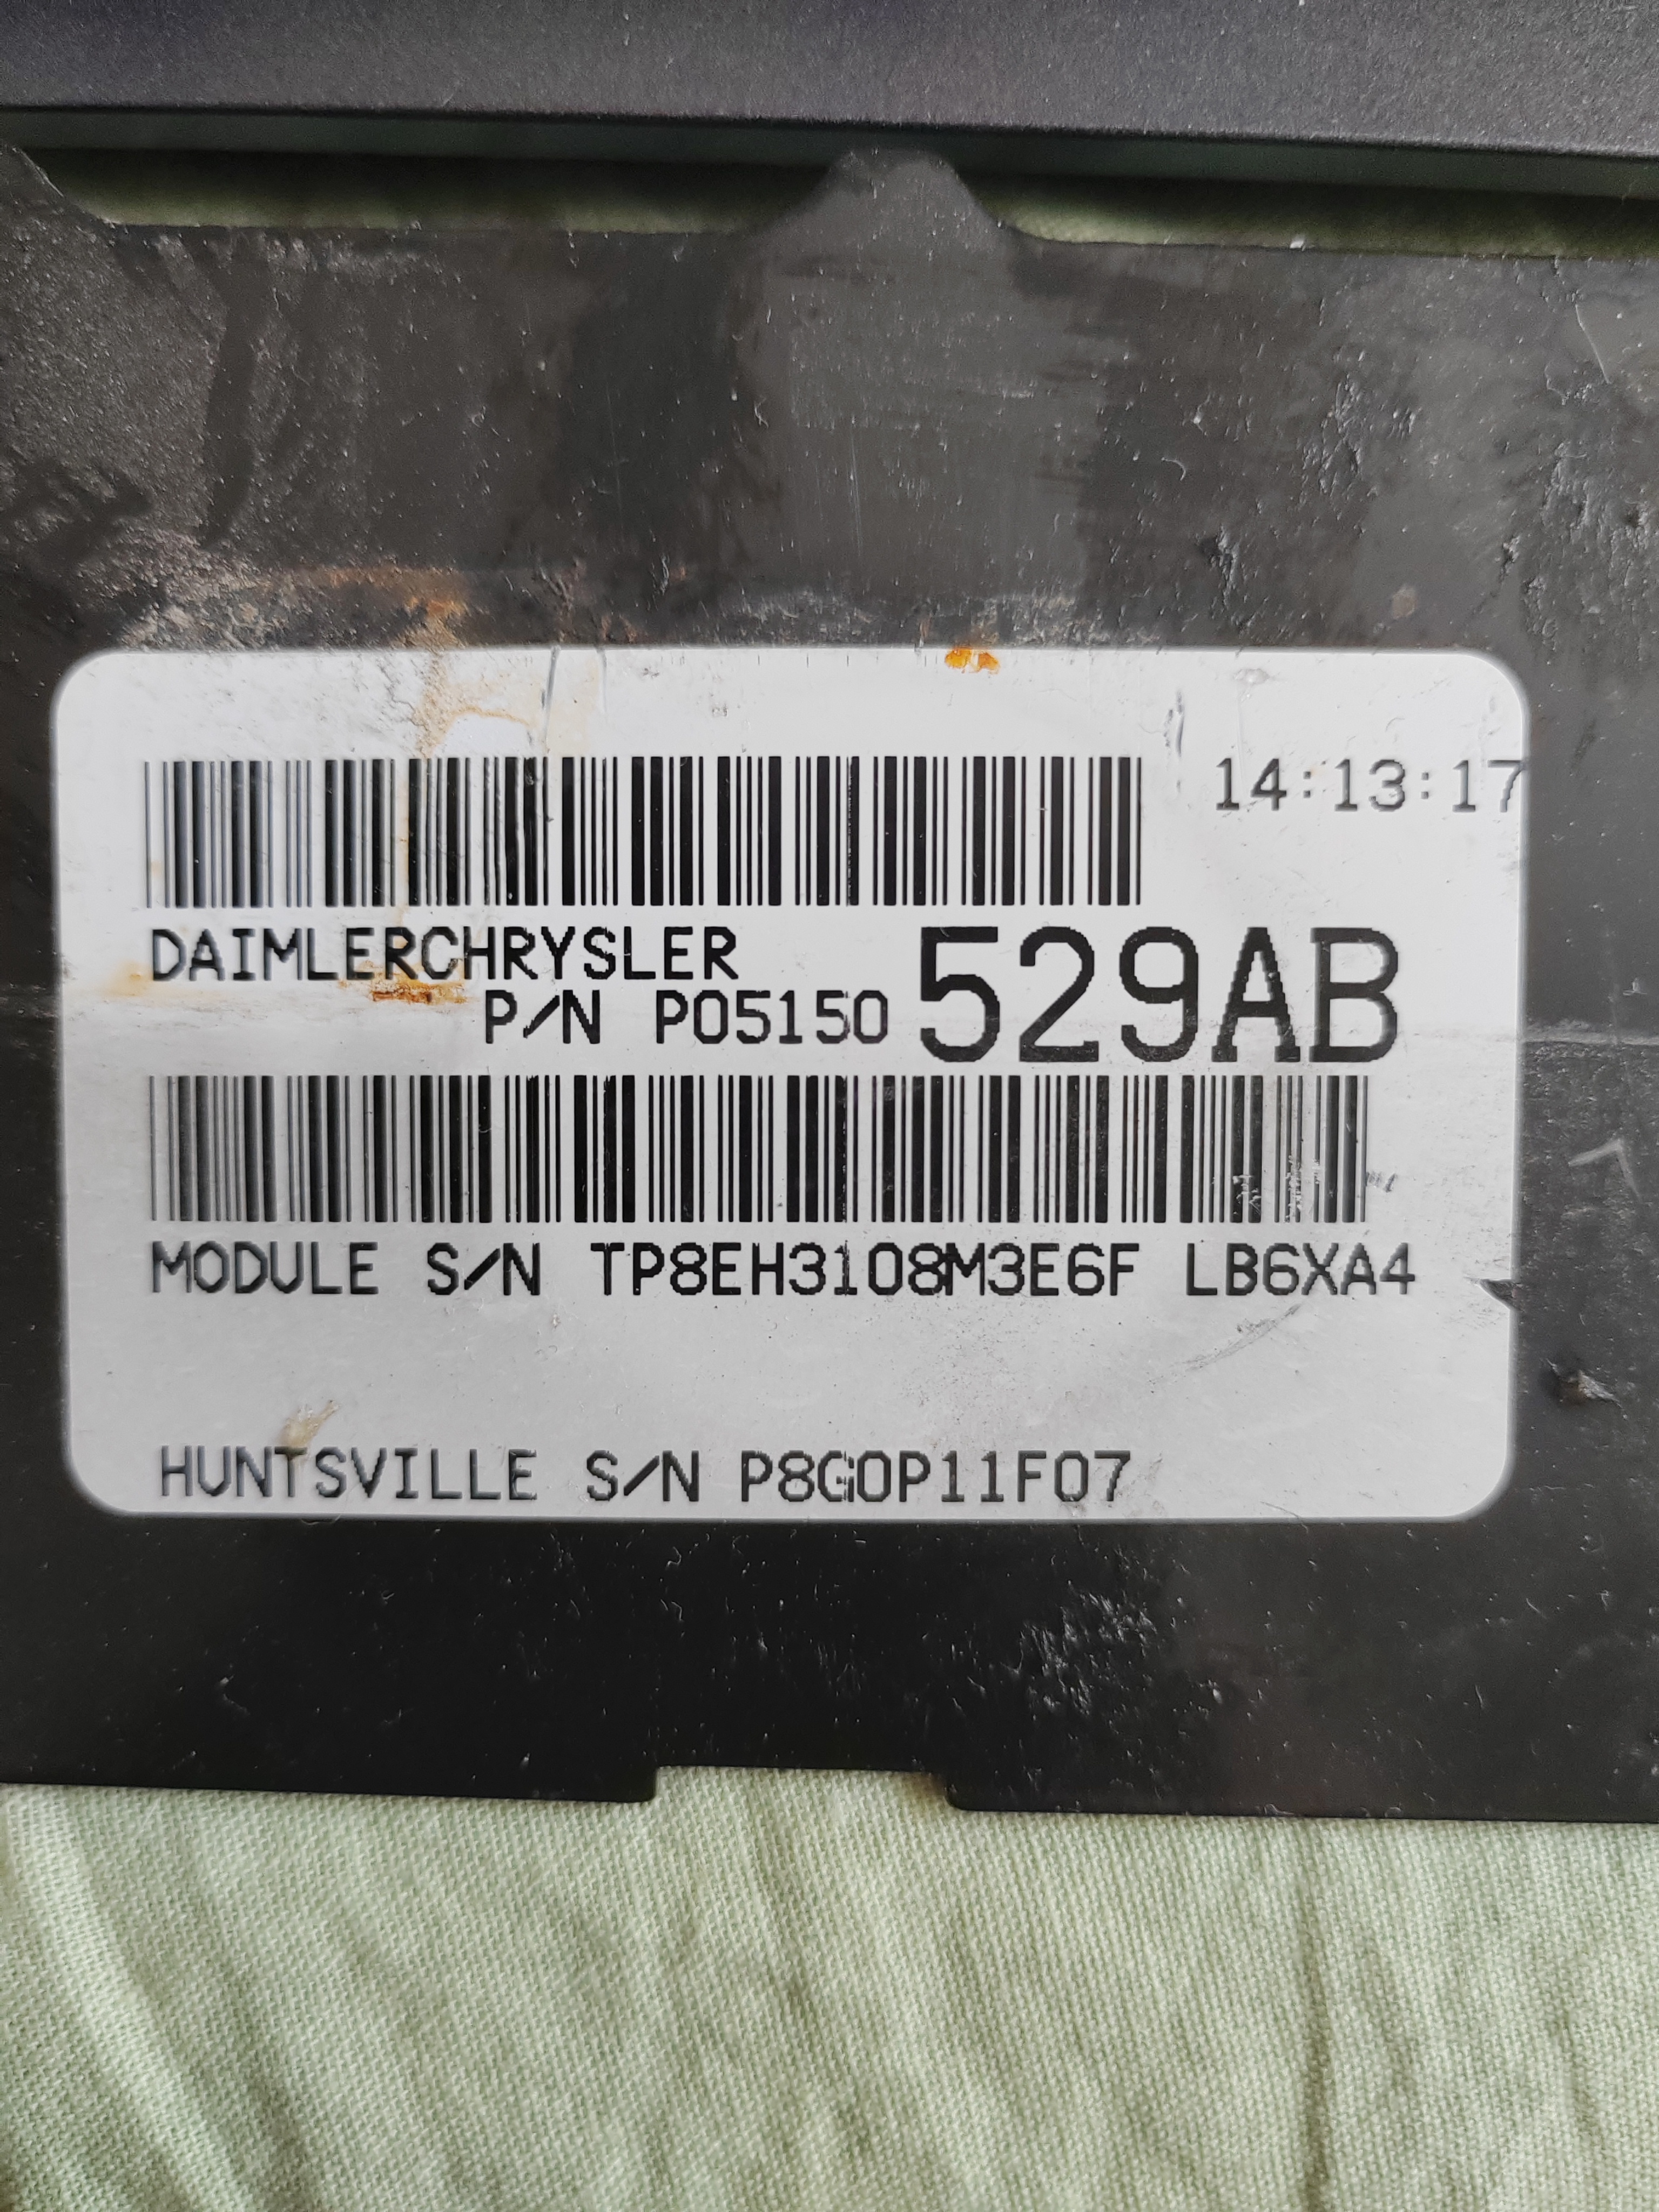 14:13:17
DAIMLERCHRYSLER
P/N P05150 529AB
MODULE S/N TP8EH3108M3E6F LB6XA4
HUNTSVILLE S/N P8G0P11F07